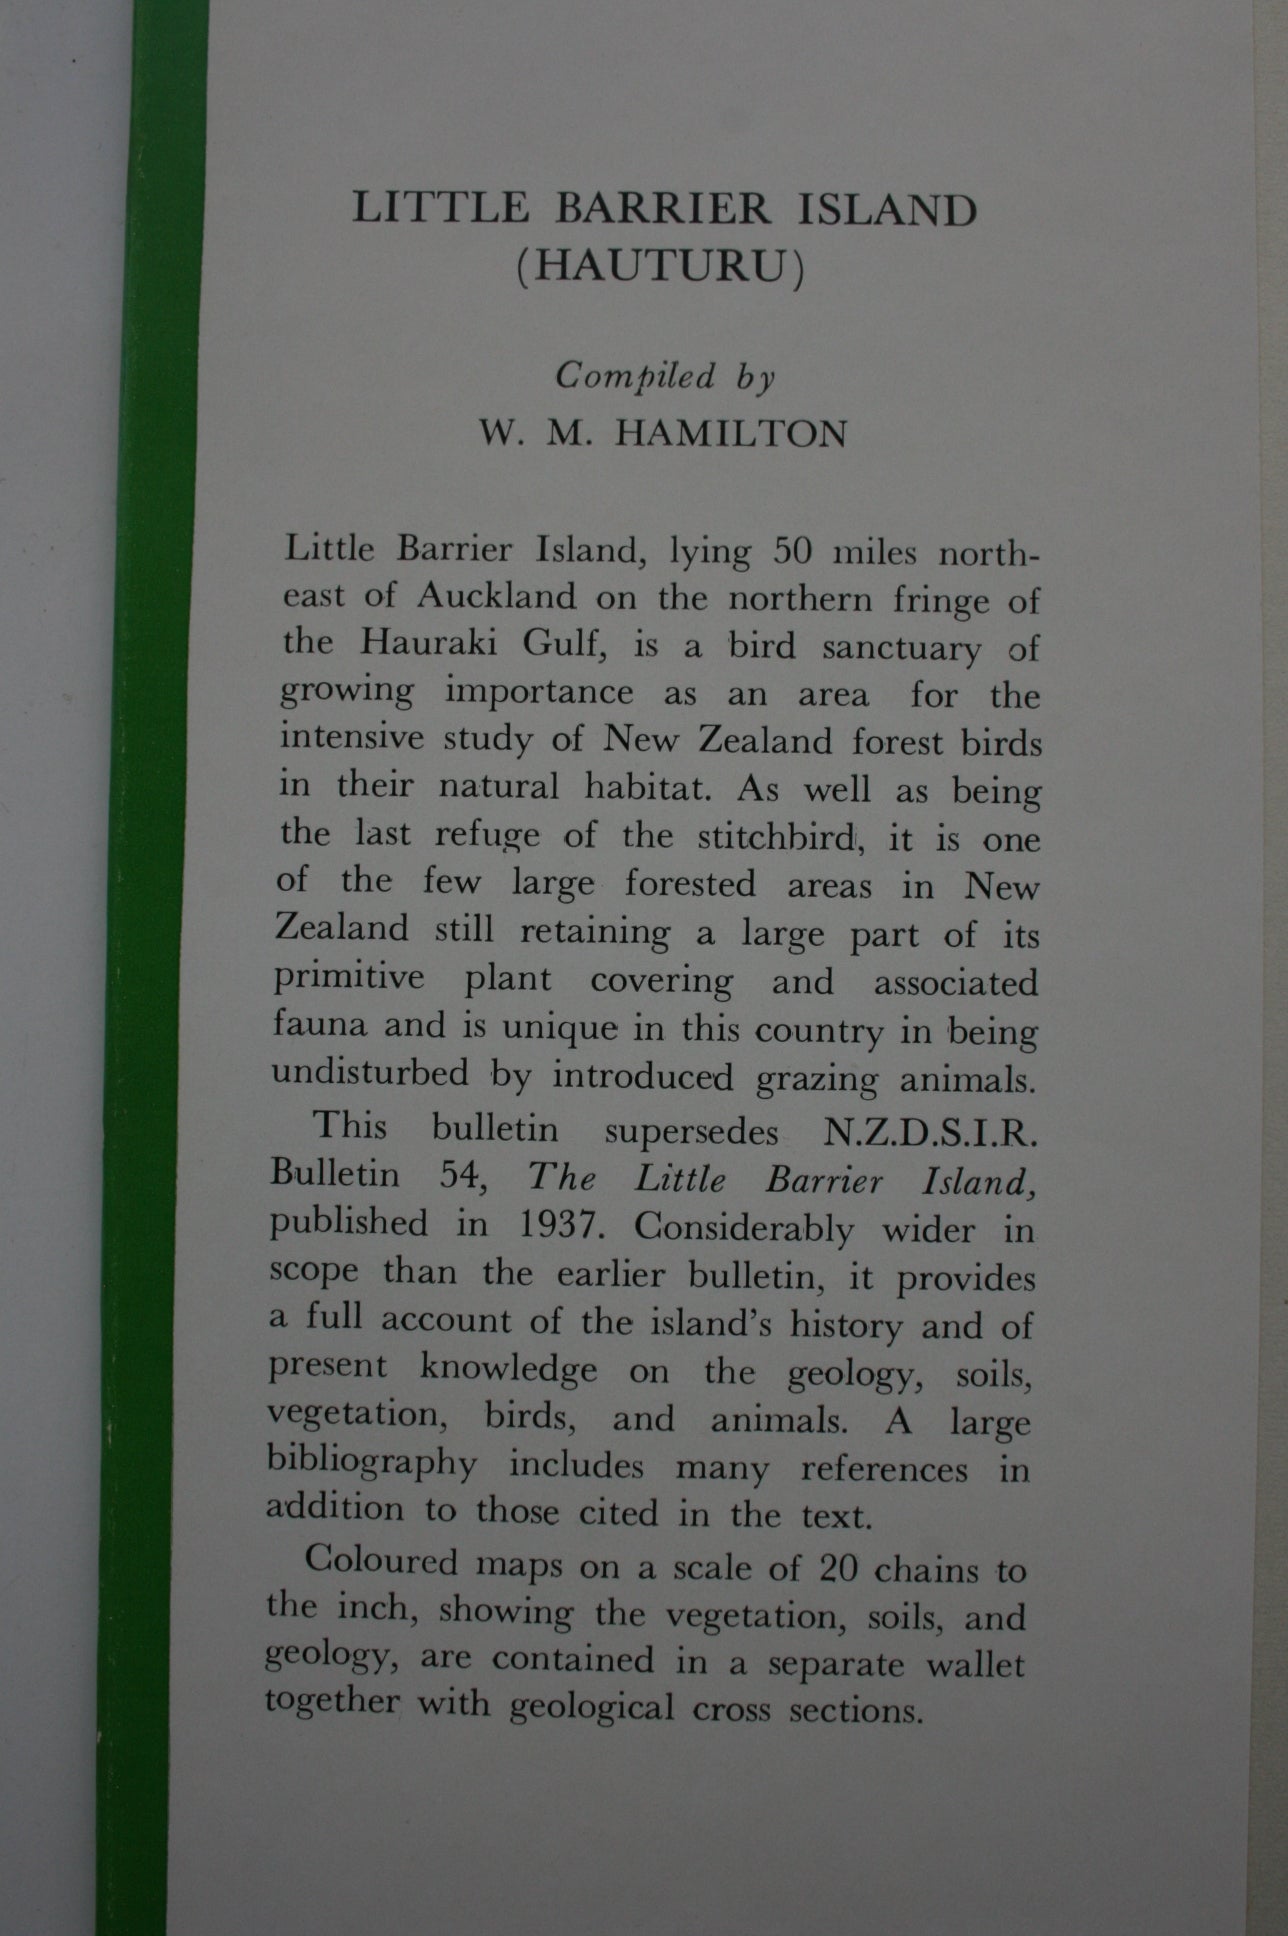 LITTLE BARRIER ISLAND
(HAUTURU)
Compiled by
W. M. HAMILTON
Little Barrier Island, lying 50 miles north-
east of Auckland on the northern fringe of
the Hauraki Gulf, is a bird sanctuary of
growing importance as an area for the
intensive study of New Zealand forest birds
in their natural habitat. As well as being
the last refuge of the stitchbird, it is one
of the few large forested areas in New
Zealand still retaining a large part of its
primitive plant covering and associated
fauna and is unique in this country in being
undisturbed by introduced grazing animals.
This bulletin supersedes N.Z.D.S.I.R.
Bulletin 54, The Little Barrier Island,
published in 1937. Considerably wider in
scope than the earlier bulletin, it provides
a full account of the island's history and of
present knowledge on the geology, soils,
vegetation, birds, and animals. A large
bibliography includes many references in
addition to those cited in the text.
Coloured maps on a scale of 20 chains to
the inch, showing the vegetation, soils, and
geology, are contained in a separate wallet
together with geological cross sections.